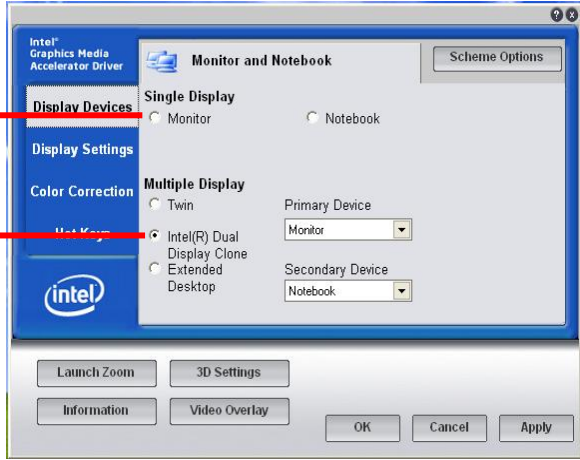 Intel®
Graphics Media
Accelerator Driver
Monitor and Notebook
Scheme Options
Display Devices
Display Settings
Color Correction
Hot Keys
intel
Single Display
Monitor
Notebook
Multiple Display
Twin
Intel(R) Dual
Display Clone
Extended
Desktop
Primary Device
Monitor
Secondary Device
Notebook
Launch Zoom
3D Settings
Information
Video Overlay
OK
Cancel
Apply